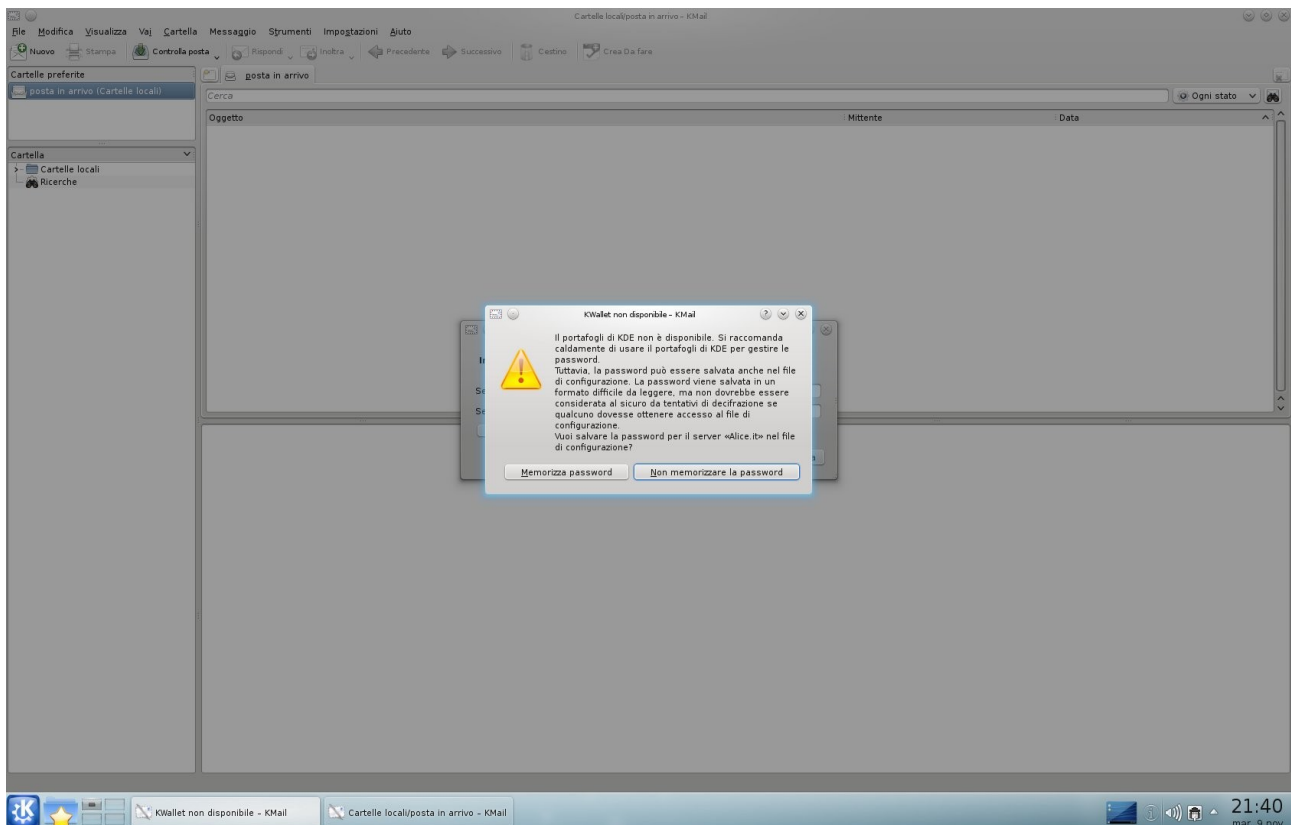 Cartelle locali/posta in arrivo – KMail
File Modifica Visualizza Vai Cartella Messaggio Strumenti Impostazioni Aiuto
Nuovo Stampa Controlla posta Rispondi Inoltra Precedente Successivo Cestino Crea Da fare
Cartelle preferite
posta in arrivo (Cartelle locali)
posta in arrivo
Cerca
Ogni stato
Oggetto Mittente Data
Cartella
Cartelle locali
Ricerche
KWallet non disponibile – KMail
Il portafogli di KDE non è disponibile. Si raccomanda
caldamente di usare il portafogli di KDE per gestire le
password.
Tuttavia, la password può essere salvata anche nel file
di configurazione. La password viene salvata in un
formato difficile da leggere, ma non dovrebbe essere
considerata al sicuro da tentativi di decifrazione se
qualcuno dovesse ottenere accesso al file di
configurazione.
Vuoi salvare la password per il server «Alice.it» nel file
di configurazione?
Memorizza password Non memorizzare la password
KWallet non disponibile – KMail
Cartelle locali/posta in arrivo – KMail
21:40
mar. 9 nov